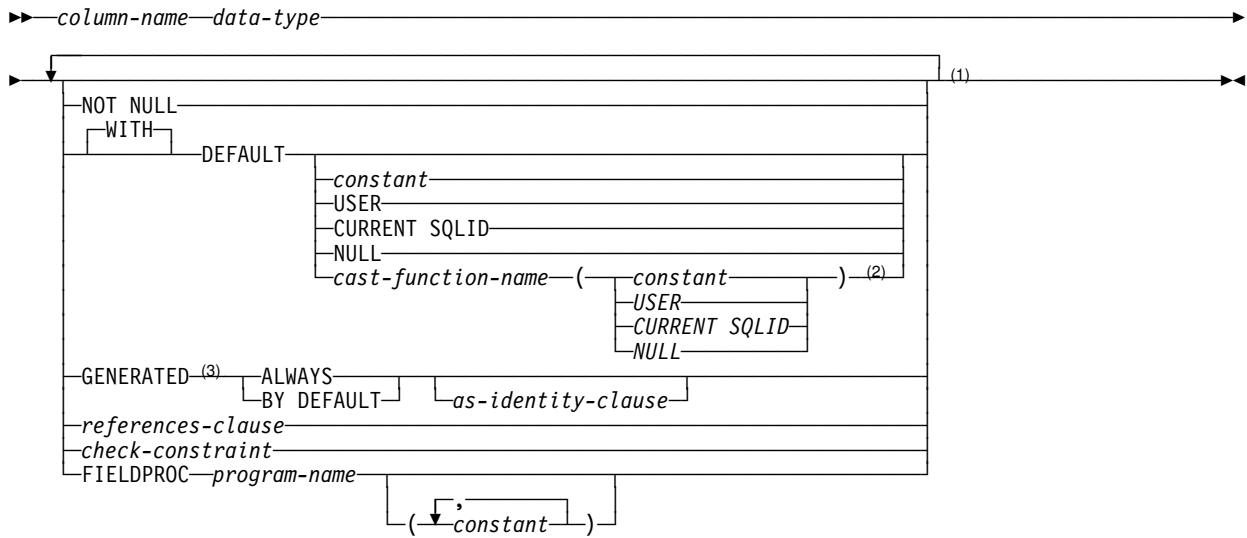 column-name data-type
(1)
NOT NULL
WITH
DEFAULT
constant
USER
CURRENT SQLID
NULL
cast-function-name ( constant ) (2)
USER
CURRENT SQLID
NULL
GENERATED (3) ALWAYS
BY DEFAULT as-identity-clause
references-clause
check-constraint
FIELDPROC program-name
,
( constant )